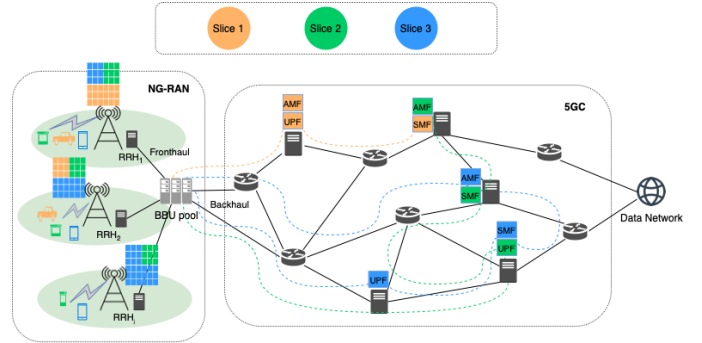 Slice 1
Slice 2
Slice 3
NG-RAN
5GC
AMF
UPF
AMF
SMF
RRH1
Fronthaul
AMF
SMF
RRH2
BBU pool
Backhaul
Data Network
SMF
UPF
UPF
RRHi